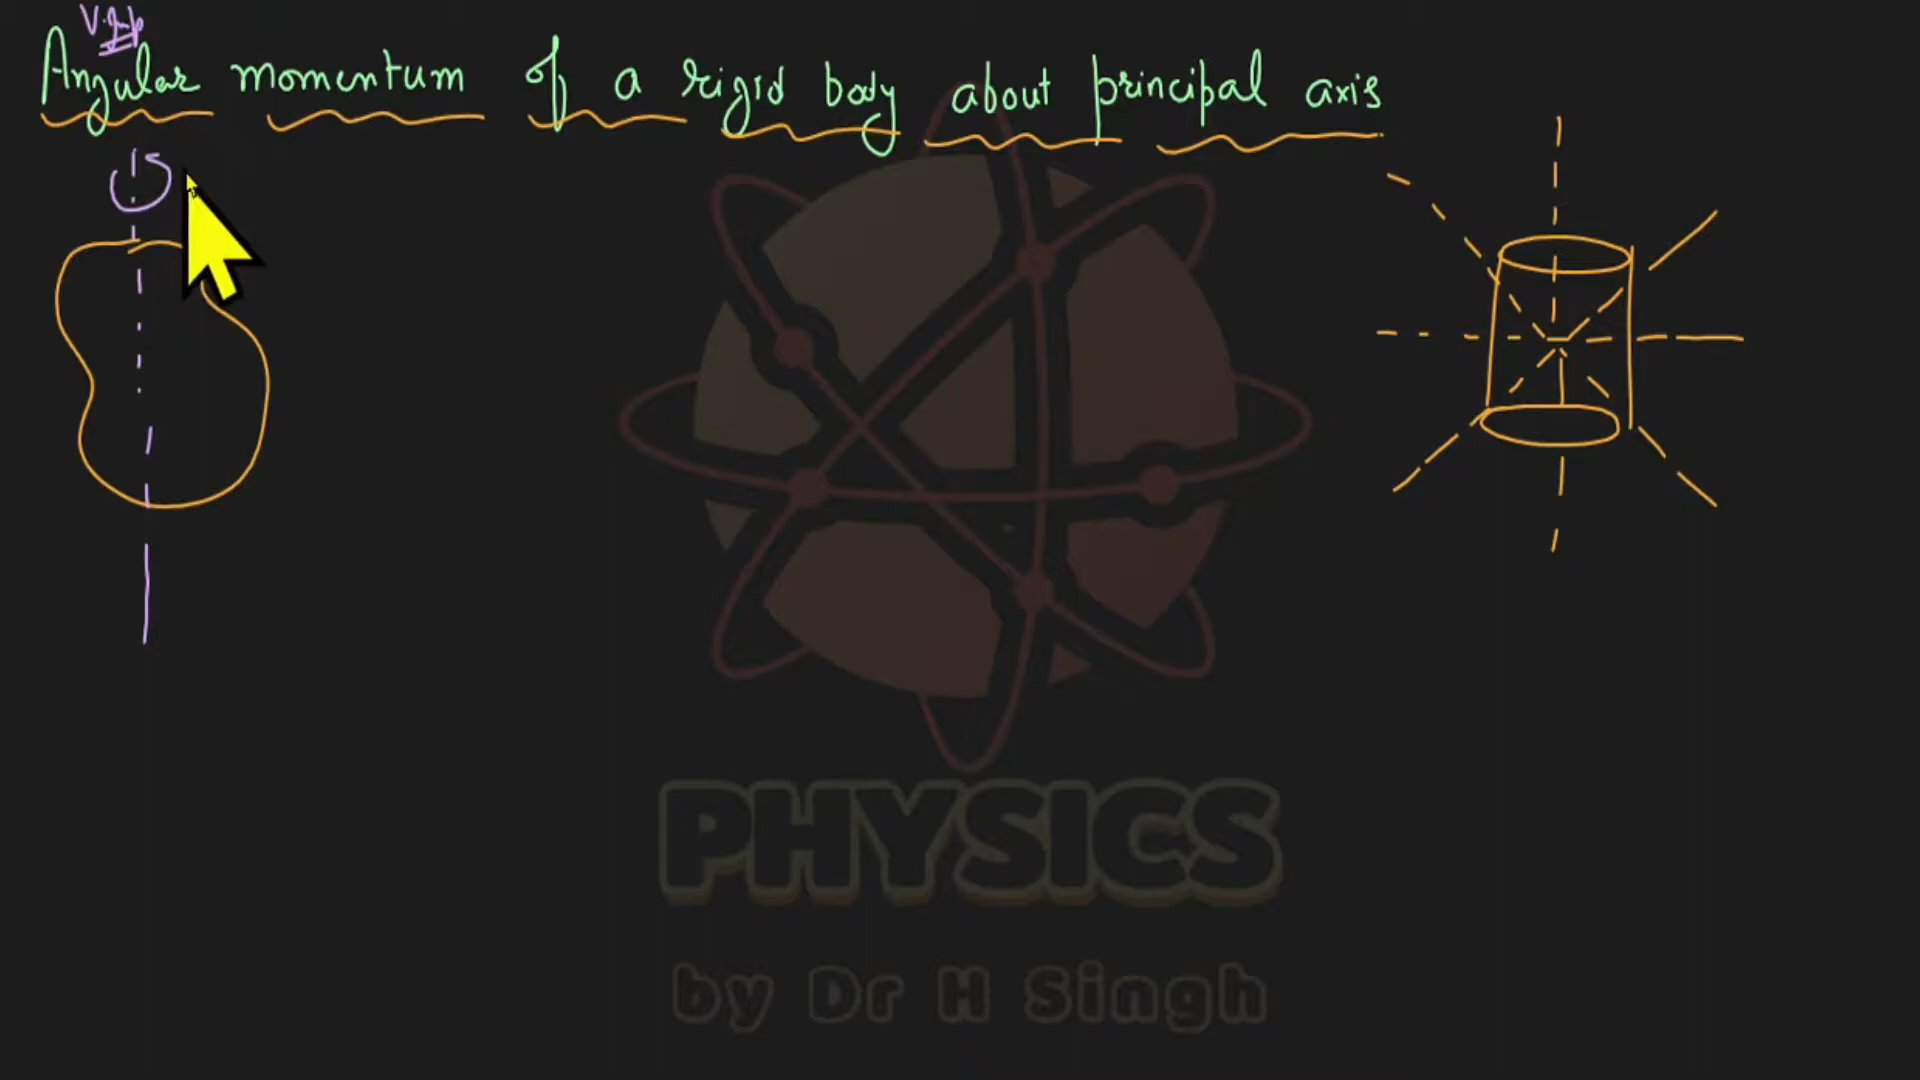 V. Imp
Angular momentum of a rigid body about principal axis
PHYSICS
by Dr H Singh